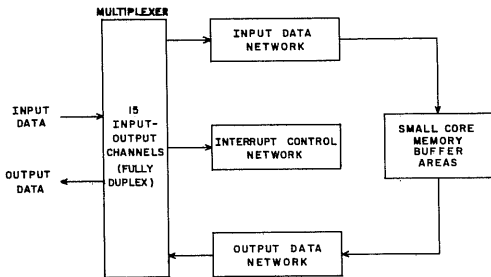 MULTIPLEXER
INPUT DATA
NETWORK
15
INPUT-
OUTPUT
CHANNELS
(FULLY
DUPLEX)
INPUT
DATA
OUTPUT
DATA
INTERRUPT CONTROL
NETWORK
SMALL CORE
MEMORY
BUFFER
AREAS
OUTPUT DATA
NETWORK